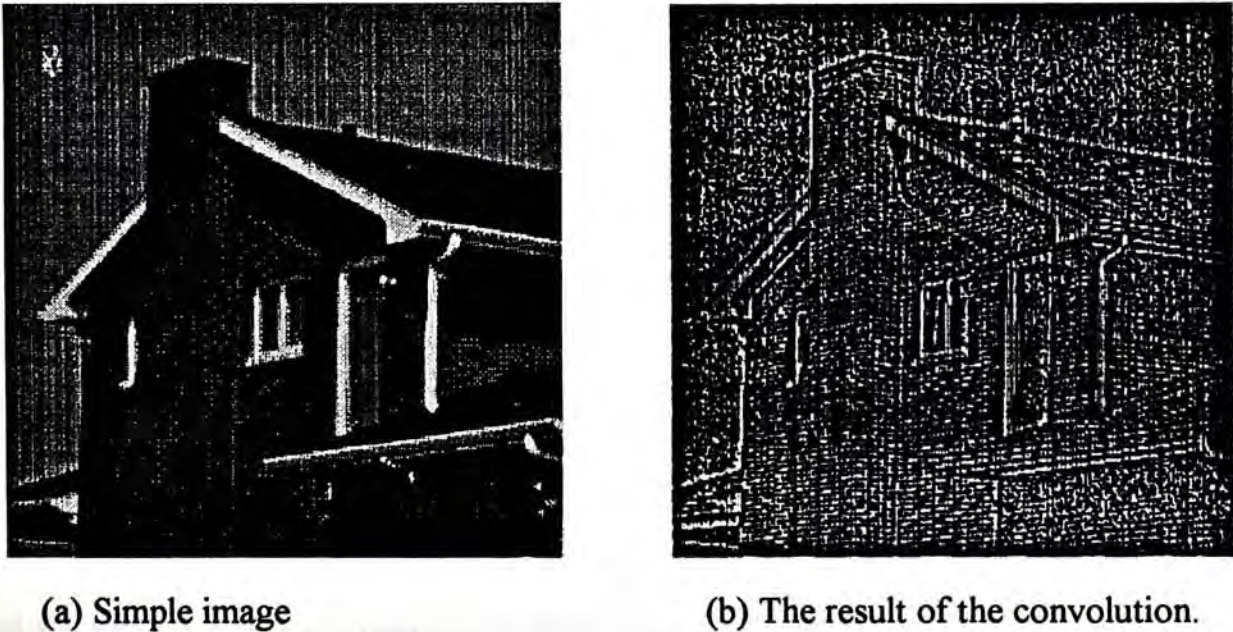 (a) Simple image
(b) The result of the convolution.